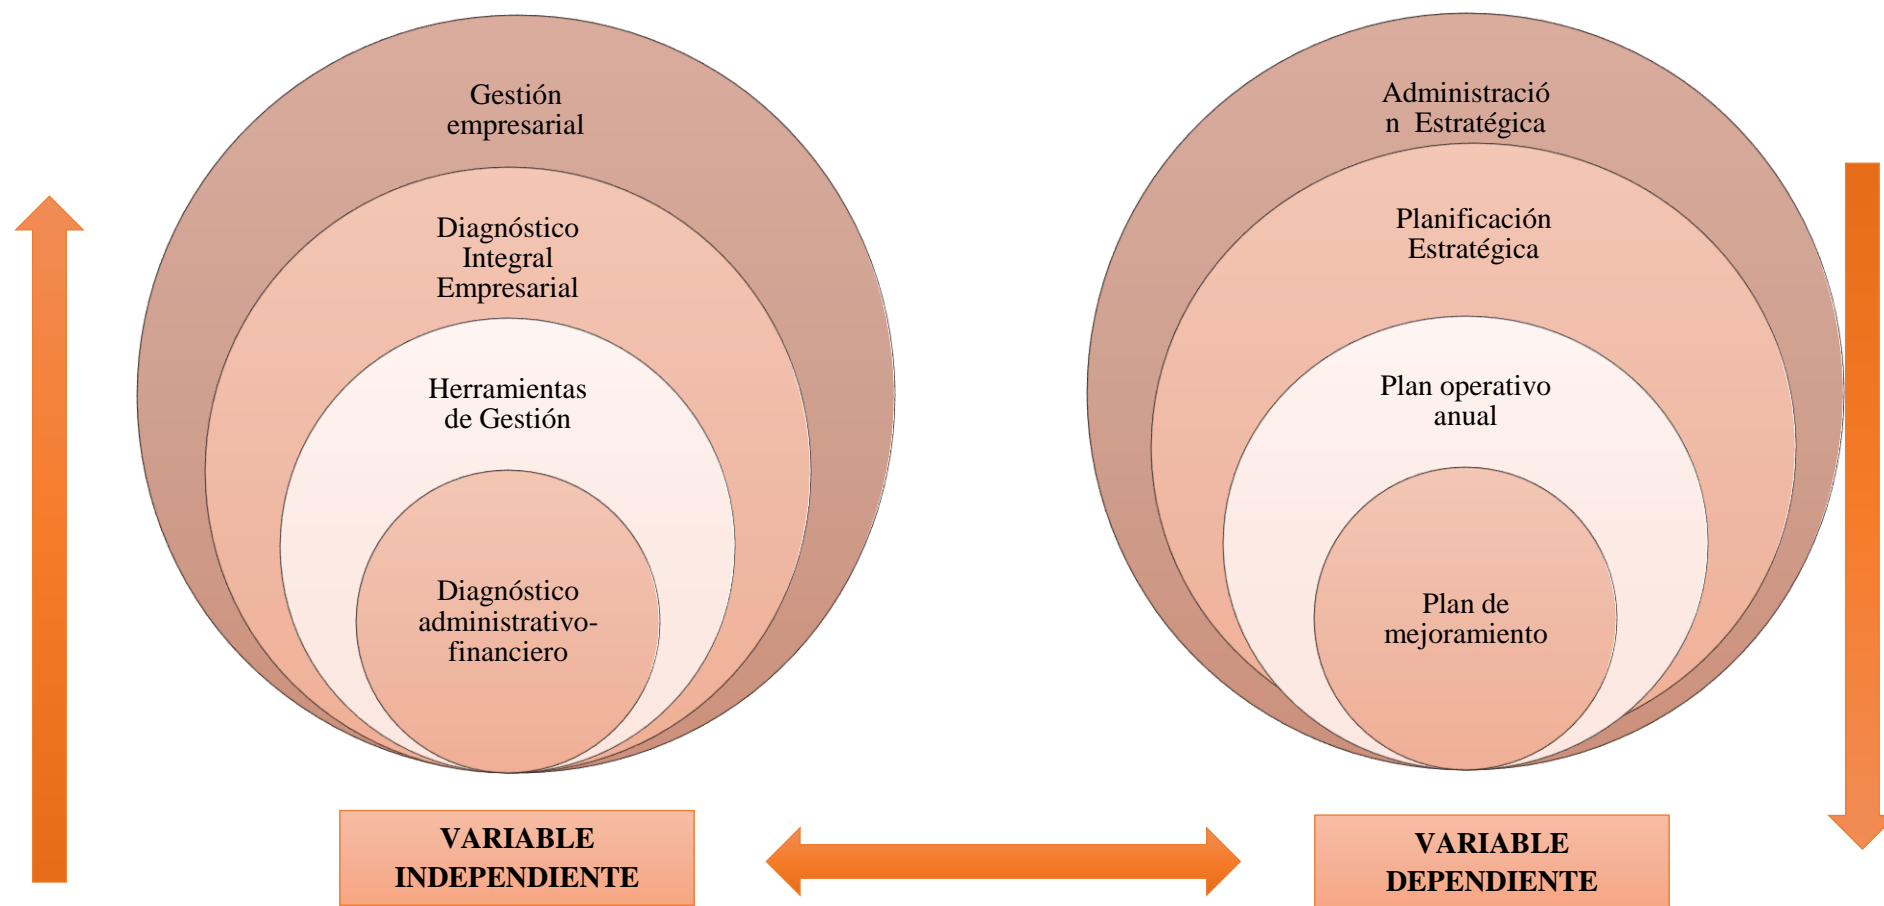 Gestión
empresarial
Diagnóstico
Integral
Empresarial
Herramientas
de Gestión
Diagnóstico
administrativo-
financiero
VARIABLE
INDEPENDIENTE
Administració
n Estratégica
Planificación
Estratégica
Plan operativo
anual
Plan de
mejoramiento
VARIABLE
DEPENDIENTE